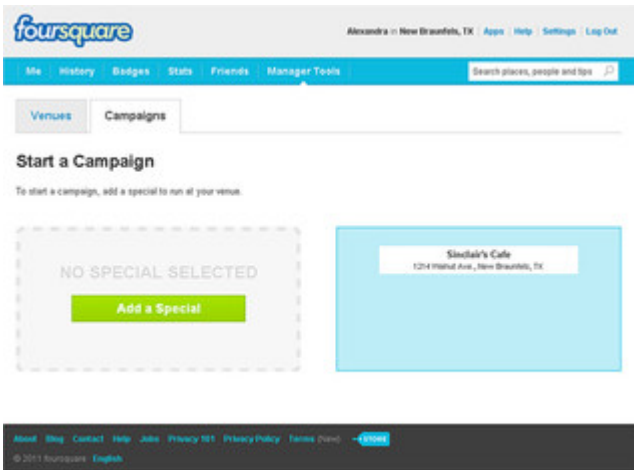 foursquare
Alexandra in New Braunfels, TX Apps Help Settings Log Out
Me History Badges Stats Friends Manager Tools Search places, people and tips
Venues Campaigns
Start a Campaign
To start a campaign, add a special to run at your venue.
NO SPECIAL SELECTED
Add a Special
Sinclair's Cafe
1214 Walnut Ave., New Braunfels, TX
About Blog Contact Help Jobs Privacy 101 Privacy Policy Terms (New) STORE
© 2011 foursquare English